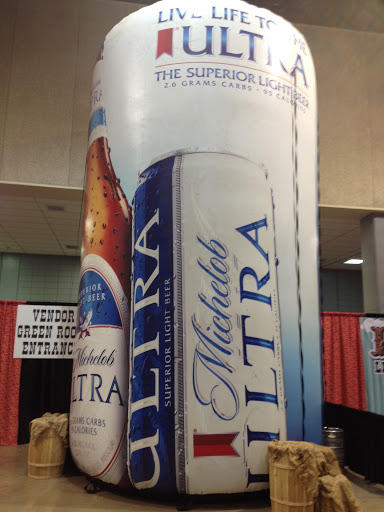 LIVE LIFE TO THE
ULTRA
THE SUPERIOR LIGHT BEER
2.6 GRAMS CARBS · 95 CALORIES
VENDOR
GREEN ROOM
ENTRANCE
SUPERIOR
LIGHT BEER
Michelob
ULTRA
CARBS
CALORIES
ULTRA
SUPERIOR LIGHT BEER
Michelob
ULTRA